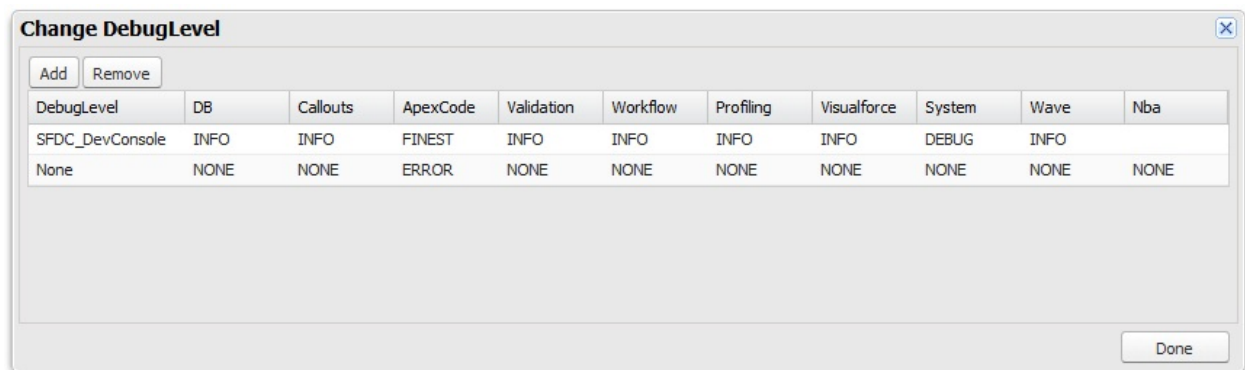 Change DebugLevel
Add Remove
DebugLevel DB Callouts ApexCode Validation Workflow Profiling Visualforce System Wave Nba
SFDC_DevConsole INFO INFO FINEST INFO INFO INFO INFO DEBUG INFO
None NONE NONE ERROR NONE NONE NONE NONE NONE NONE NONE
Done